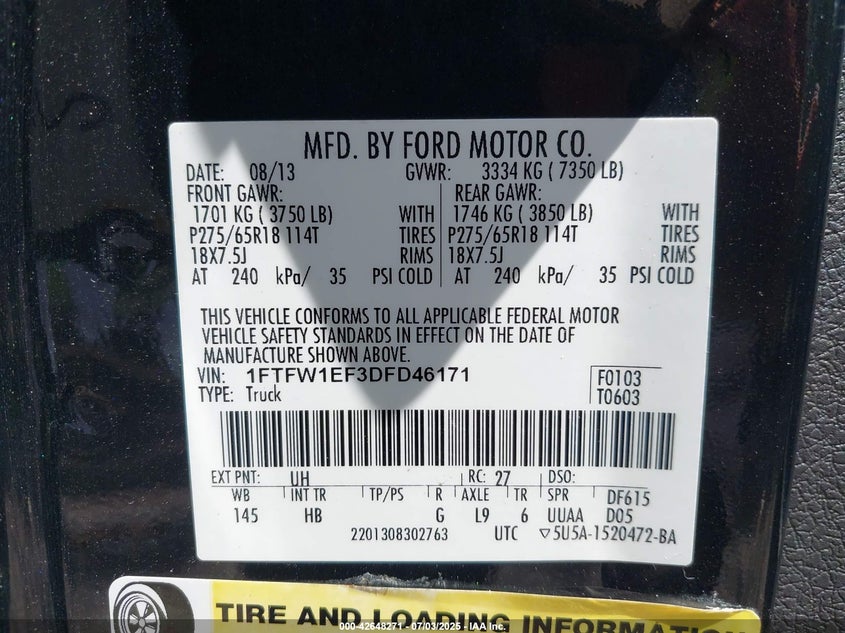 MFD. BY FORD MOTOR CO.
DATE: 08/13 GVWR: 3334 KG ( 7350 LB)
FRONT GAWR: REAR GAWR:
1701 KG ( 3750 LB) WITH 1746 KG ( 3850 LB) WITH
P275/65R18 114T TIRES P275/65R18 114T TIRES
18X7.5J RIMS 18X7.5J RIMS
AT 240 kPa/ 35 PSI COLD AT 240 kPa/ 35 PSI COLD
THIS VEHICLE CONFORMS TO ALL APPLICABLE FEDERAL MOTOR
VEHICLE SAFETY STANDARDS IN EFFECT ON THE DATE OF
MANUFACTURE SHOWN ABOVE.
VIN: 1FTFW1EF3DFD46171 F0103
TYPE: Truck T0603
EXT PNT: UH RC: 27 DSO:
WB INT TR TP/PS R AXLE TR SPR DF615
145 HB G L9 6 UUAA D05
2201308302763 UTC ▽5U5A-1520472-BA
TIRE AND LOADING INFORMATION
000 - 42648271 - 07/03/2025 - IAA Inc.